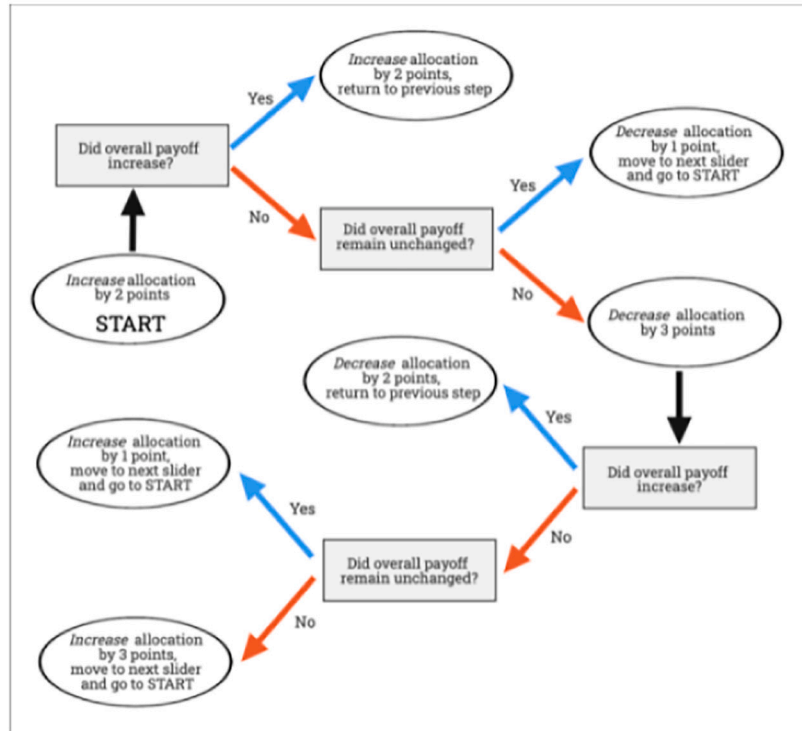 Increase allocation
by 2 points,
return to previous step
Yes
Did overall payoff
increase?
Decrease allocation
by 1 point,
move to next slider
and go to START
Yes
No
Did overall payoff
remain unchanged?
Increase allocation
by 2 points
START
No
Decrease allocation
by 3 points
Decrease allocation
by 2 points,
return to previous step
Yes
Increase allocation
by 1 point,
move to next slider
and go to START
Did overall payoff
increase?
Yes
No
Did overall payoff
remain unchanged?
No
Increase allocation
by 3 points,
move to next slider
and go to START